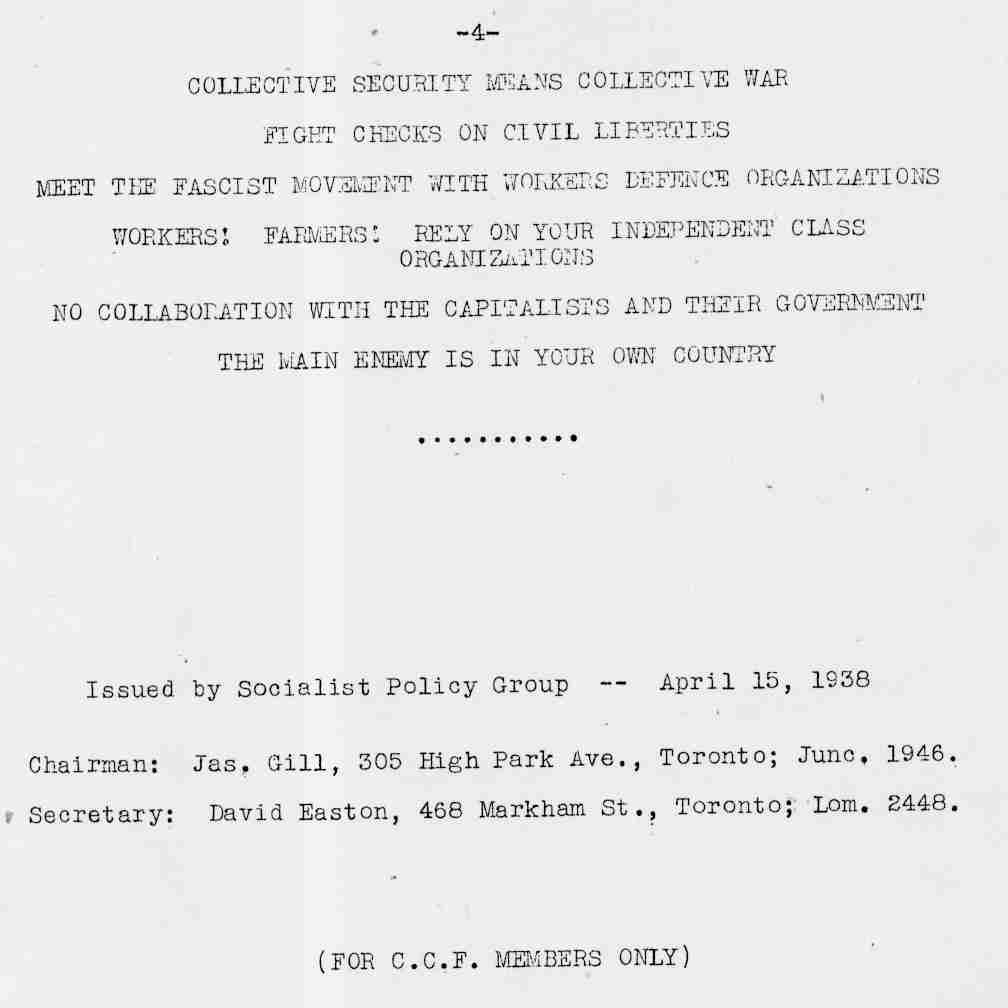 -4-
COLLECTIVE SECURITY MEANS COLLECTIVE WAR
FIGHT CHECKS ON CIVIL LIBERTIES
MEET THE FASCIST MOVEMENT WITH WORKERS DEFENCE ORGANIZATIONS
WORKERS! FARMERS! RELY ON YOUR INDEPENDENT CLASS
ORGANIZATIONS
NO COLLABORATION WITH THE CAPITALISTS AND THEIR GOVERNMENT
THE MAIN ENEMY IS IN YOUR OWN COUNTRY
...........
Issued by Socialist Policy Group -- April 15, 1938
Chairman: Jas. Gill, 305 High Park Ave., Toronto; Junc. 1946.
Secretary: David Easton, 468 Markham St., Toronto; Lom. 2448.
(FOR C.C.F. MEMBERS ONLY)